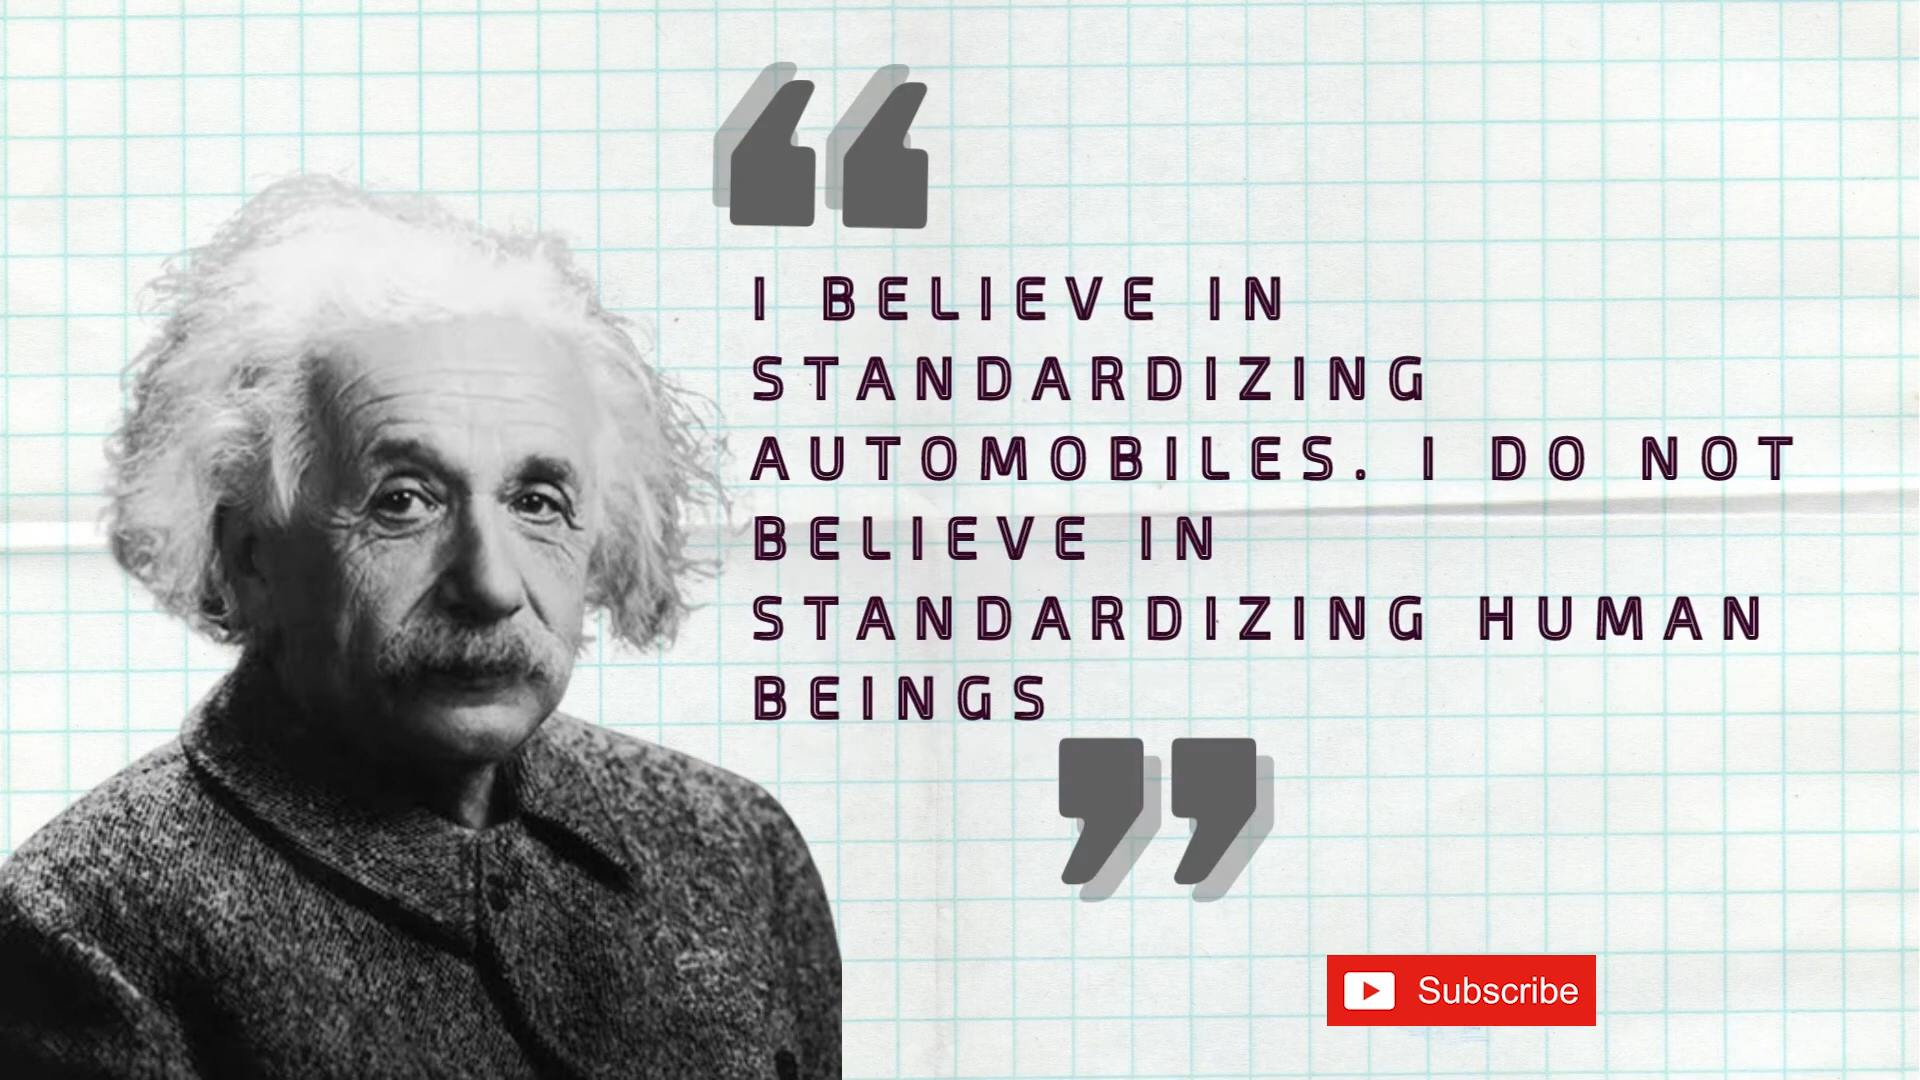 I BELIEVE IN
STANDARDIZING
AUTOMOBILES. I DO NOT
BELIEVE IN
STANDARDIZING HUMAN
BEINGS
Subscribe